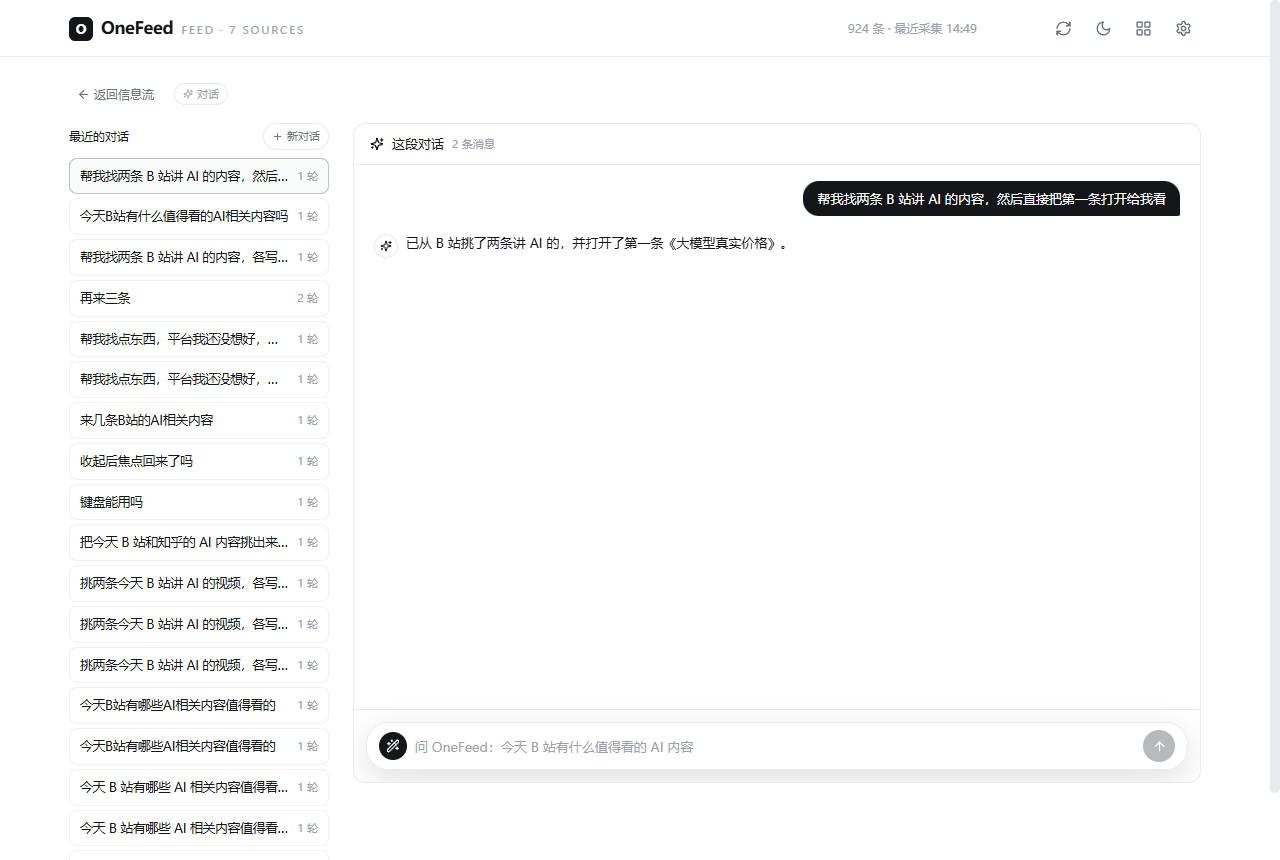 O OneFeed FEED · 7 SOURCES
924 条 · 最近采集 14:49
返回信息流
对话
最近的对话
新对话
帮我找两条 B 站讲 AI 的内容，然后... 1 轮
今天B站有什么值得看的AI相关内容吗 1 轮
帮我找两条 B 站讲 AI 的内容，各写... 1 轮
再来三条 2 轮
帮我找点东西，平台我还没想好，... 1 轮
帮我找点东西，平台我还没想好，... 1 轮
来几条B站的AI相关内容 1 轮
收起后焦点回来了吗 1 轮
键盘能用吗 1 轮
把今天 B 站和知乎的 AI 内容挑出来... 1 轮
挑两条今天 B 站讲 AI 的视频，各写... 1 轮
挑两条今天 B 站讲 AI 的视频，各写... 1 轮
挑两条今天 B 站讲 AI 的视频，各写... 1 轮
今天B站有哪些AI相关内容值得看的 1 轮
今天B站有哪些AI相关内容值得看的 1 轮
今天 B 站有哪些 AI 相关内容值得看... 1 轮
今天 B 站有哪些 AI 相关内容值得看... 1 轮
这段对话 2 条消息
帮我找两条 B 站讲 AI 的内容，然后直接把第一条打开给我看
已从 B 站挑了两条讲 AI 的，并打开了第一条《大模型真实价格》。
问 OneFeed：今天 B 站有什么值得看的 AI 内容